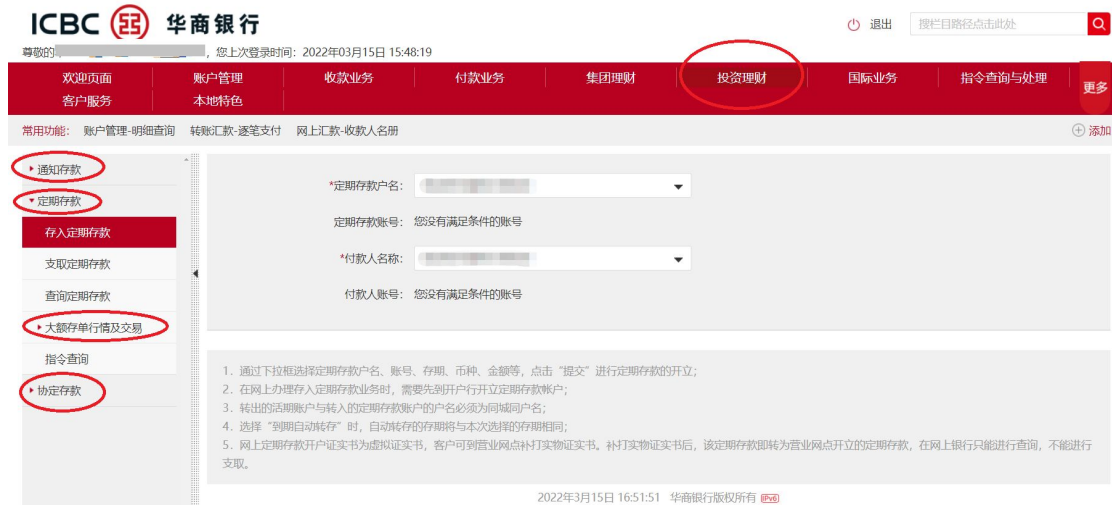 ICBC 华商银行
退出 搜栏目路径点击此处
尊敬的 ，您上次登录时间：2022年03月15日 15:48:19
欢迎页面 账户管理 收款业务 付款业务 集团理财 投资理财 国际业务 指令查询与处理 更多
客户服务 本地特色
常用功能： 账户管理-明细查询 转账汇款-逐笔支付 网上汇款-收款人名册 添加
通知存款
定期存款
存入定期存款
支取定期存款
查询定期存款
大额存单行情及交易
指令查询
协定存款
*定期存款户名：
定期存款账号： 您没有满足条件的账号
*付款人名称：
付款人账号： 您没有满足条件的账号
1. 通过下拉框选择定期存款户名、账号、存期、币种、金额等，点击“提交”进行定期存款的开立；
2. 在网上办理存入定期存款业务时，需要先到开户行开立定期存款帐户；
3. 转出的活期账户与转入的定期存款账户的户名必须为同城同户名；
4. 选择“到期自动转存”时，自动转存的存期将与本次选择的存期相同；
5. 网上定期存款开户证实书为虚拟证实书，客户可到营业网点补打实物证实书。补打实物证实书后，该定期存款即转为营业网点开立的定期存款，在网上银行只能进行查询，不能进行
支取。
2022年3月15日 16:51:51 华商银行版权所有 IPv6